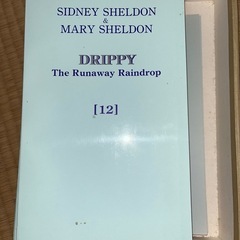 SIDNEY SHELDON
&
MARY SHELDON
DRIPPY
The Runaway Raindrop
[12]